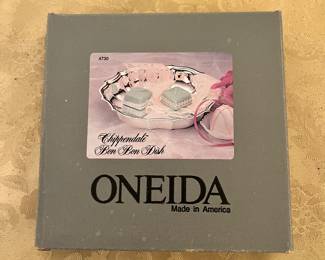 4730
Chippendale
Bon Bon Dish
ONEIDA
Made in America